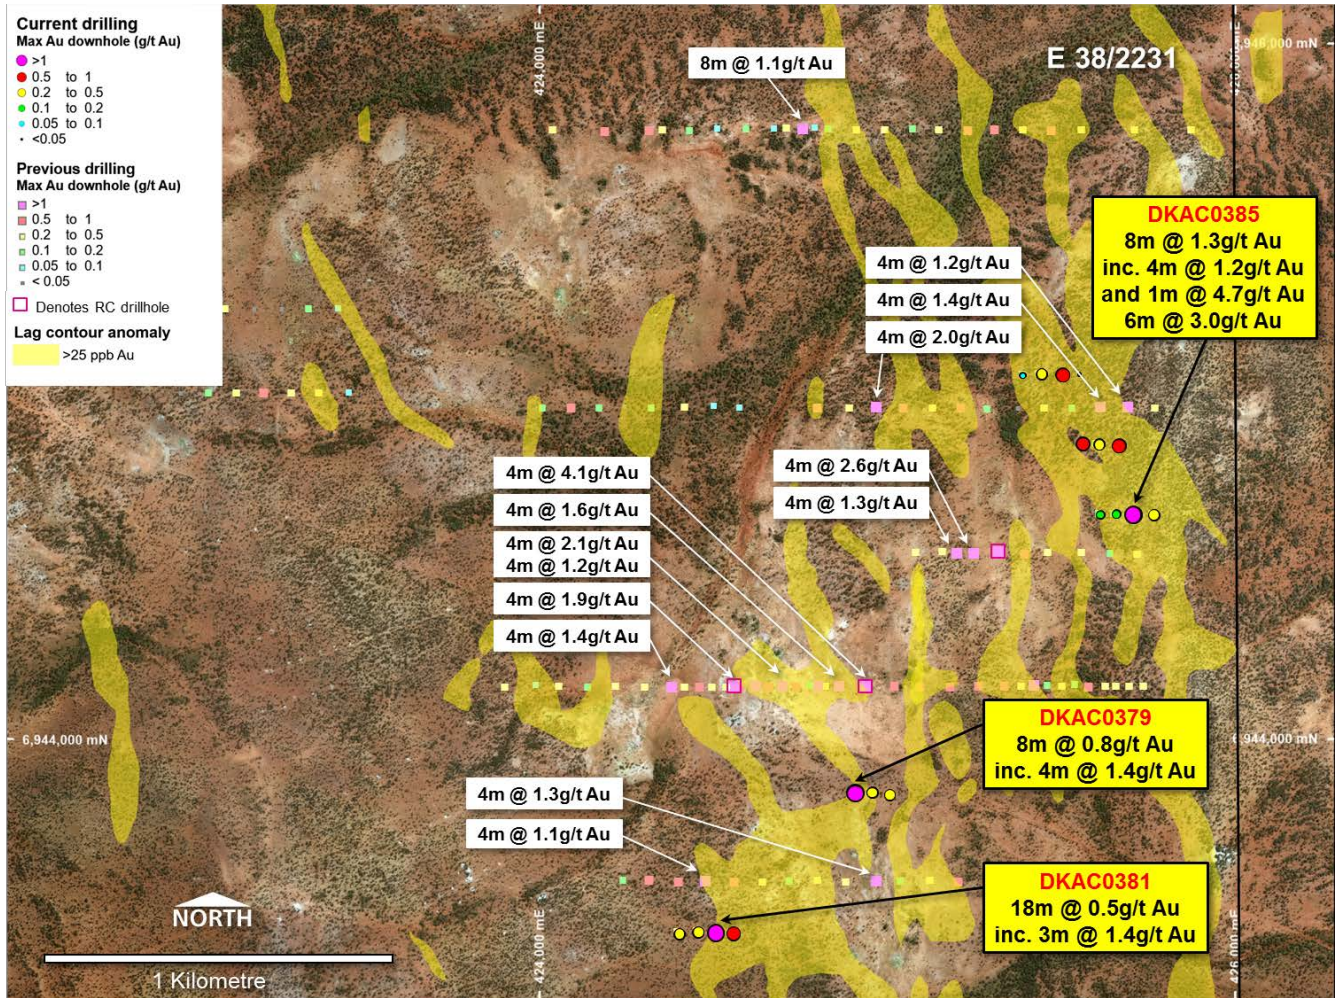 Current drilling
Max Au downhole (g/t Au)
>1
0.5 to 1
0.2 to 0.5
0.1 to 0.2
0.05 to 0.1
<0.05
Previous drilling
Max Au downhole (g/t Au)
>1
0.5 to 1
0.2 to 0.5
0.1 to 0.2
0.05 to 0.1
< 0.05
Denotes RC drillhole
Lag contour anomaly
>25 ppb Au
424,000 mE
E 38/2231
,946,000 mN
8m @ 1.1g/t Au
DKAC0385
8m @ 1.3g/t Au
inc. 4m @ 1.2g/t Au
and 1m @ 4.7g/t Au
6m @ 3.0g/t Au
4m @ 1.2g/t Au
4m @ 1.4g/t Au
4m @ 2.0g/t Au
4m @ 2.6g/t Au
4m @ 1.3g/t Au
4m @ 4.1g/t Au
4m @ 1.6g/t Au
4m @ 2.1g/t Au
4m @ 1.2g/t Au
4m @ 1.9g/t Au
4m @ 1.4g/t Au
6,944,000 mN
,944,000 mN
DKAC0379
8m @ 0.8g/t Au
inc. 4m @ 1.4g/t Au
4m @ 1.3g/t Au
4m @ 1.1g/t Au
DKAC0381
18m @ 0.5g/t Au
inc. 3m @ 1.4g/t Au
NORTH
1 Kilometre
424,000 mE
426,000 mE